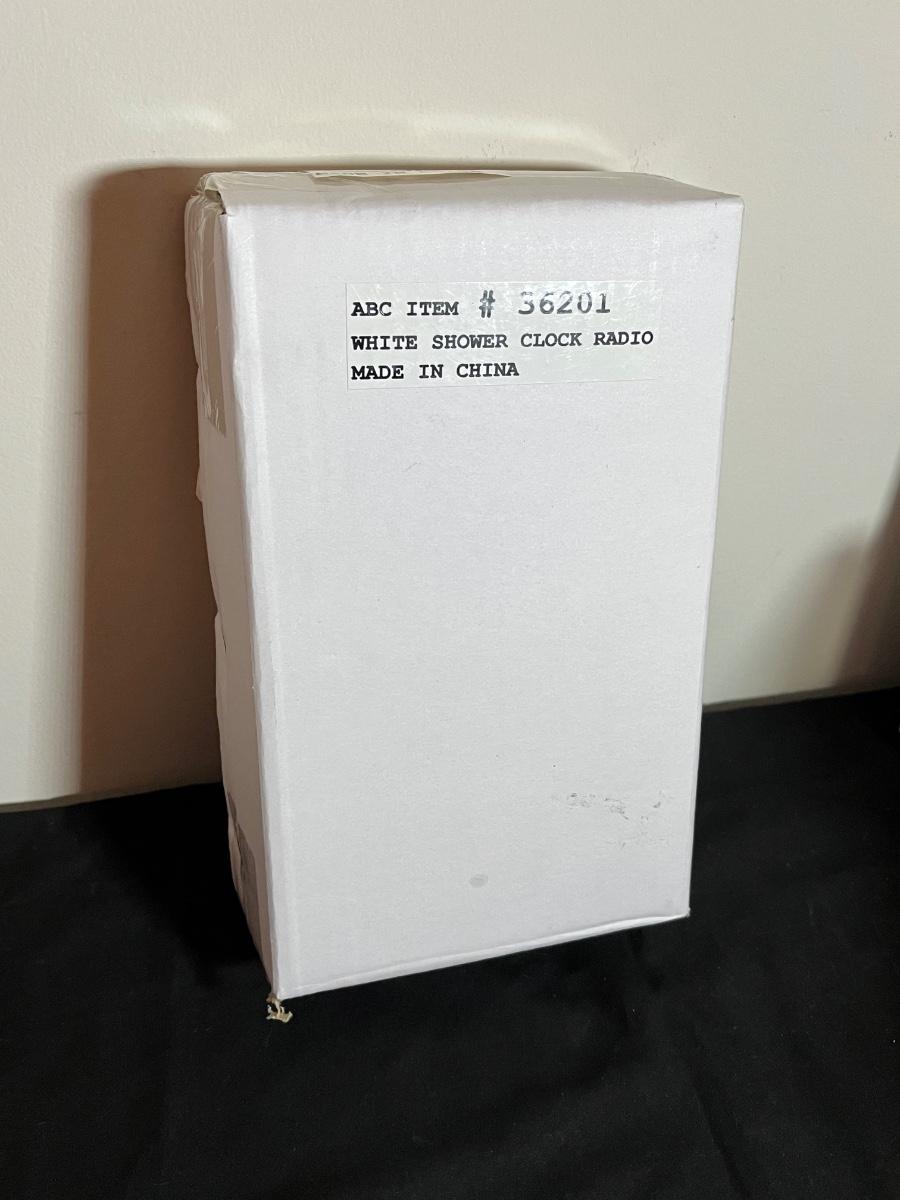 ABC ITEM # 36201
WHITE SHOWER CLOCK RADIO
MADE IN CHINA